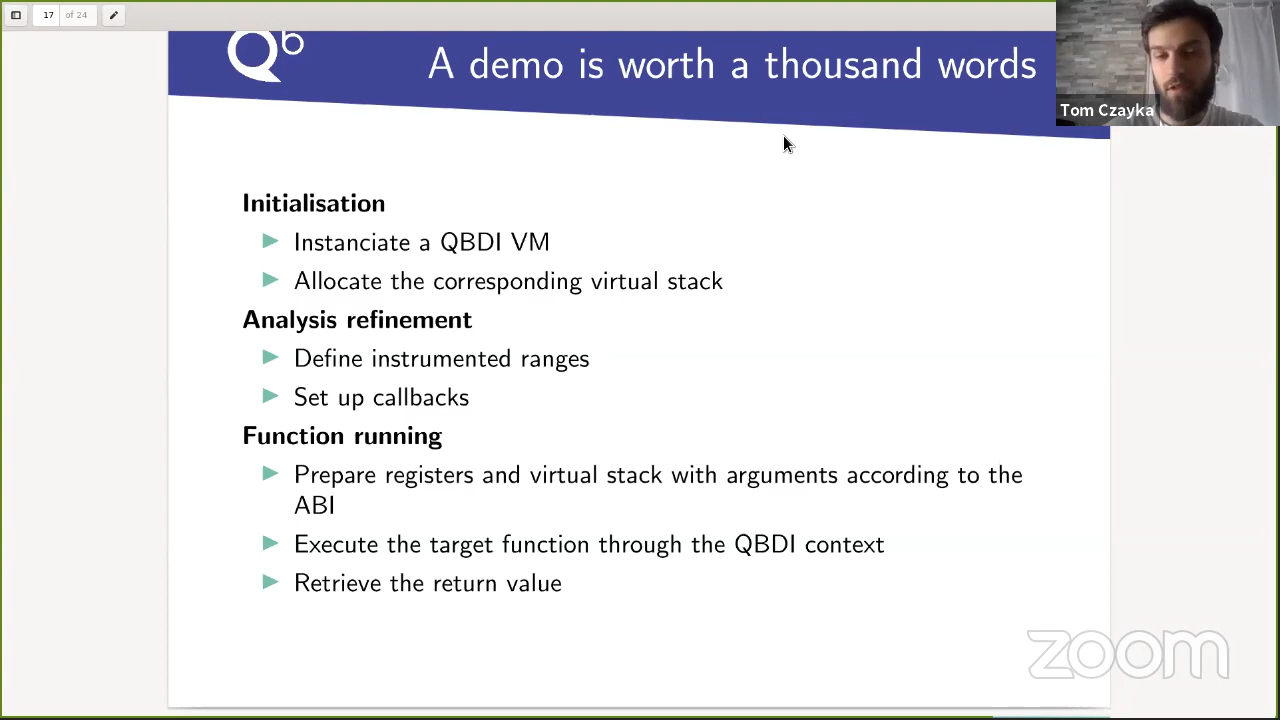 17 of 24
Qb
A demo is worth a thousand words
Tom Czayka
Initialisation
Instanciate a QBDI VM
Allocate the corresponding virtual stack
Analysis refinement
Define instrumented ranges
Set up callbacks
Function running
Prepare registers and virtual stack with arguments according to the
ABI
Execute the target function through the QBDI context
Retrieve the return value
zoom